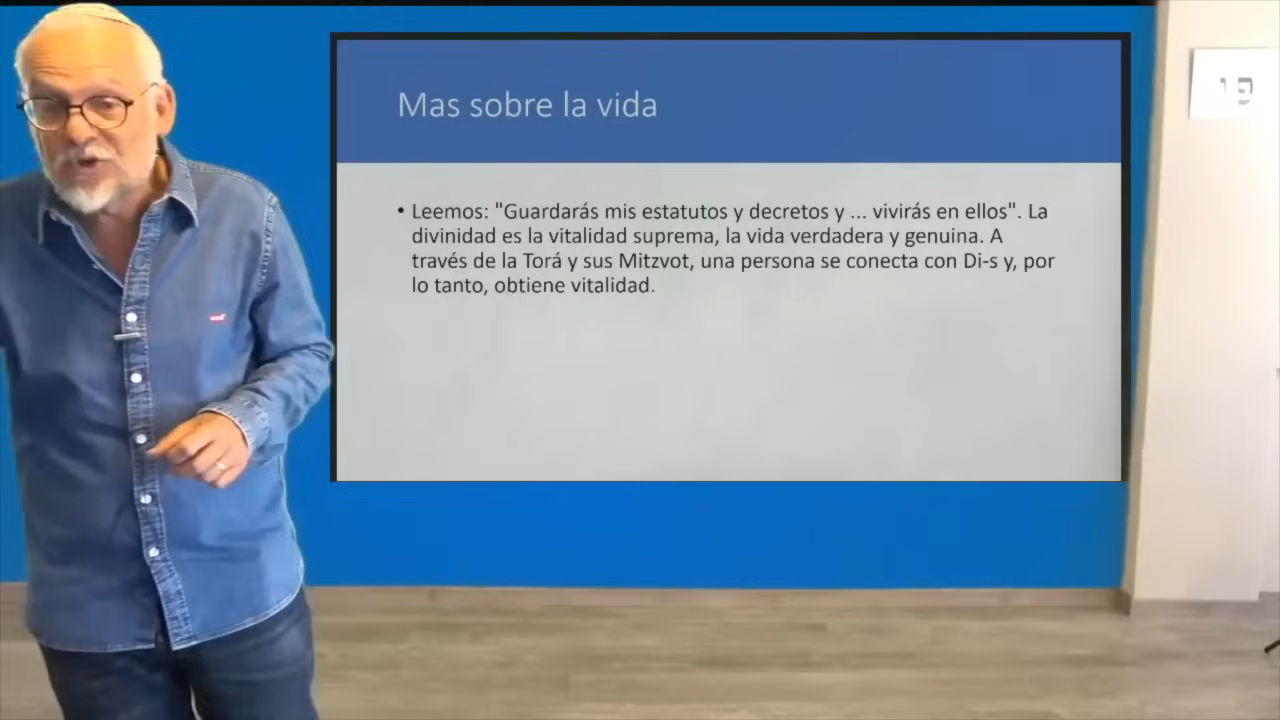 Mas sobre la vida
• Leemos: "Guardarás mis estatutos y decretos y ... vivirás en ellos". La
divinidad es la vitalidad suprema, la vida verdadera y genuina. A
través de la Torá y sus Mitzvot, una persona se conecta con Di-s y, por
lo tanto, obtiene vitalidad.